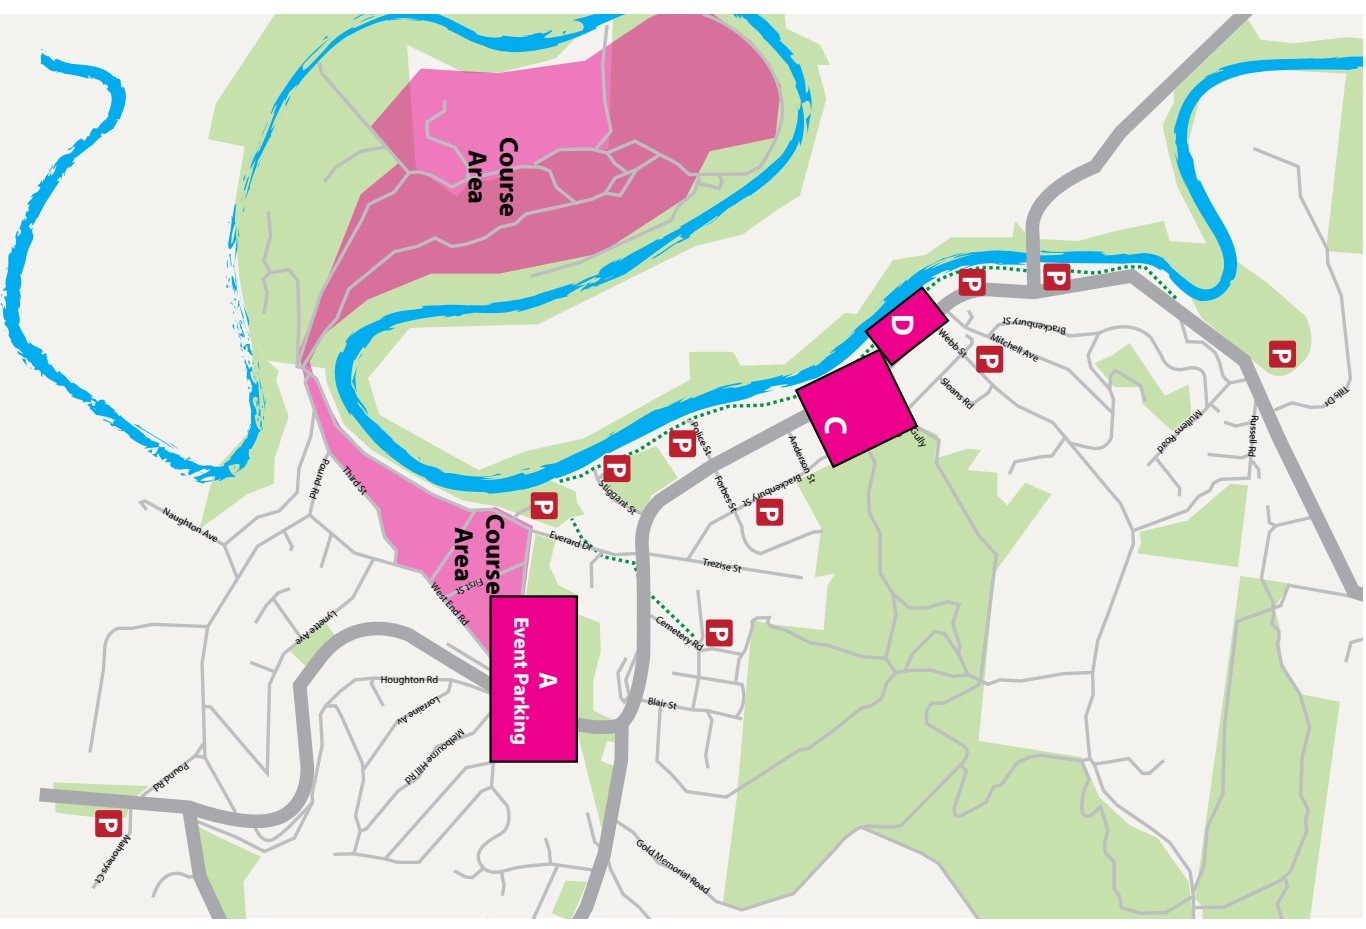 Course
Area
P
P
D
Brackenbury St
Mitchell Ave
Webb St
P
P
Sloans Rd
Tills Dr
Mullens Road
Russell Rd
C
Gully
Police St
P
Anderson St
Pound Rd
Third St
P
Stiggant St
Forbes St
Brackenbury St
P
P
Naughton Ave
Course
Area
Everard Dr
Trezise St
First St
West End Rd
Lynette Ave
Cemetery Rd
P
A
Event Parking
Houghton Rd
Lorraine Av
Blair St
Melbourne Hill Rd
Pound Rd
P
Mahoneys Ct
Gold Memorial Road